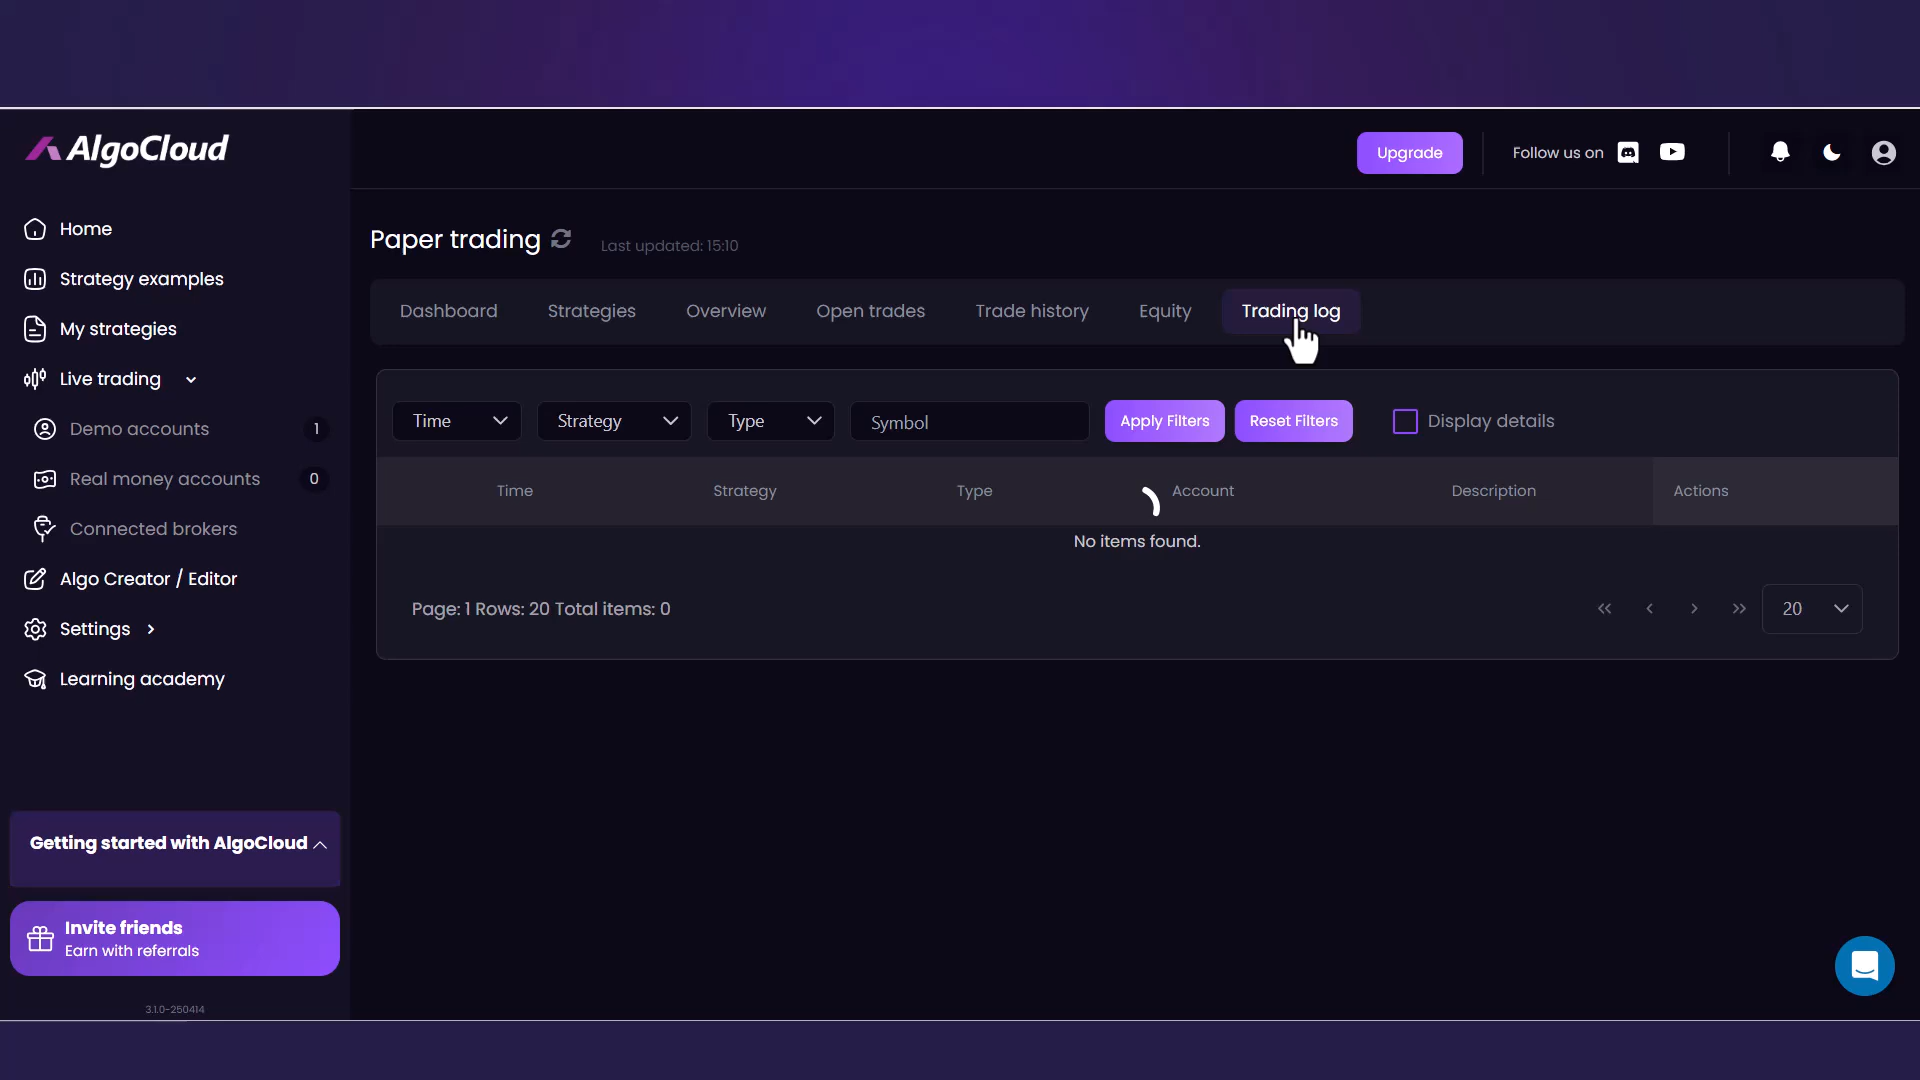 AlgoCloud
Upgrade
Follow us on
Home
Strategy examples
My strategies
Live trading
Demo accounts 1
Real money accounts 0
Connected brokers
Algo Creator / Editor
Settings
Learning academy
Getting started with AlgoCloud
Invite friends
Earn with referrals
3.1.0-250414
Paper trading Last updated: 15:10
Dashboard Strategies Overview Open trades Trade history Equity Trading log
Time Strategy Type Symbol Apply Filters Reset Filters Display details
Time Strategy Type Account Description Actions
No items found.
Page: 1 Rows: 20 Total items: 0 20